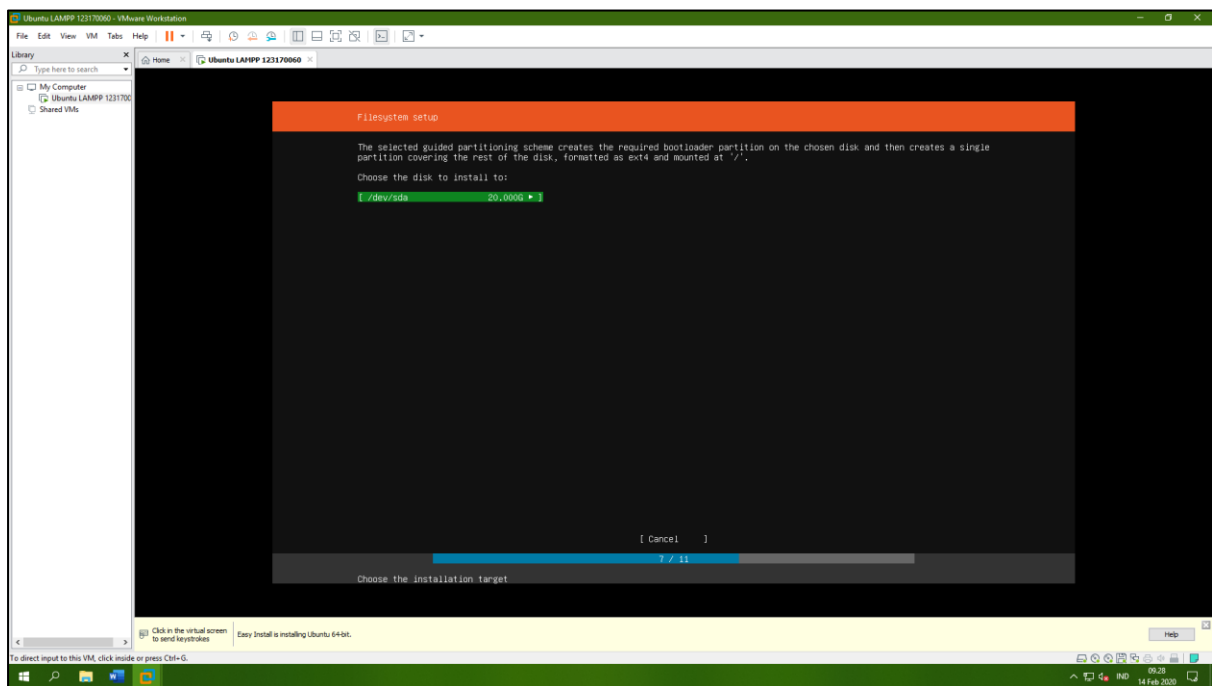 Ubuntu LAMPP 123170060 - VMware Workstation
File Edit View VM Tabs Help
Library
Type here to search
My Computer
Ubuntu LAMPP 1231700
Shared VMs
Home
Ubuntu LAMPP 123170060
Filesystem setup
The selected guided partitioning scheme creates the required bootloader partition on the chosen disk and then creates a single
partition covering the rest of the disk, formatted as ext4 and mounted at '/'.
Choose the disk to install to:
[ /dev/sda 20.000G ▸ ]
[ Cancel ]
7 / 11
Choose the installation target
Click in the virtual screen
to send keystrokes
Easy Install is installing Ubuntu 64-bit.
Help
To direct input to this VM, click inside or press Ctrl+G.
IND
09.28
14 Feb 2020